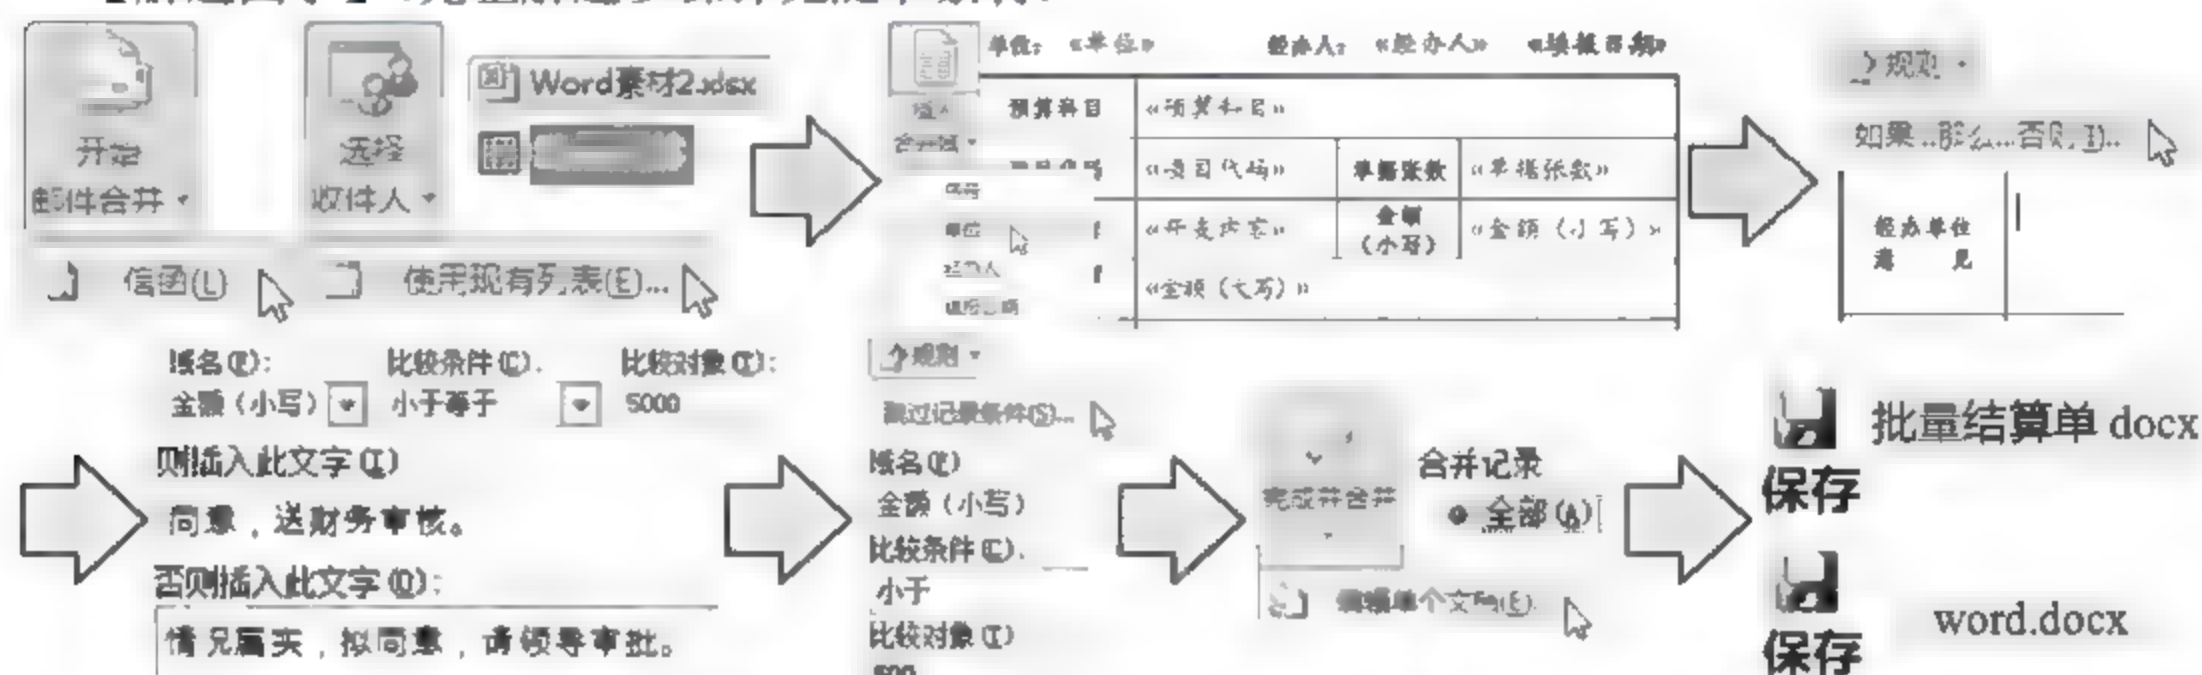 开始
邮件合并
信函(L)
选择
收件人
Word素材2.xlsx
使用现有列表(E)...
插入
合并域
单位
经办人
单位： «单位» 经办人： «经办人» «填报日期»
预算科目 «预算科目»
«项目代码» 单据张数 «单据张数»
«开支内容» 金额
（小写） «金额（小写）»
«金额（大写）»
规则
如果...那么...否则(I)...
经办单位
意 见
域名(F)： 比较条件(C)． 比较对象(T)：
金额（小写） 小于等于 5000
则插入此文字(I)
同意，送财务审核。
否则插入此文字(O)：
情况属实，拟同意，请领导审批。
规则
跳过记录条件(S)...
域名(F)
金额（小写）
比较条件(C)．
小于
比较对象(T)
500
完成并合并
编辑单个文档(E)
合并记录
全部(A)
批量结算单 docx
保存
word.docx
保存